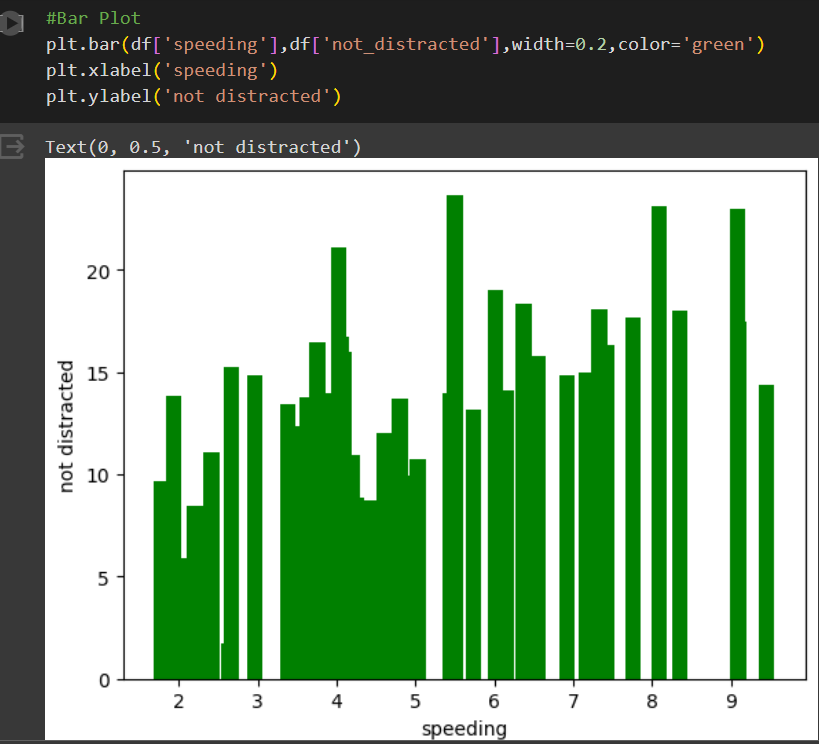 #Bar Plot
plt.bar(df['speeding'],df['not_distracted'],width=0.2,color='green')
plt.xlabel('speeding')
plt.ylabel('not distracted')
Text(0, 0.5, 'not distracted')
20
15
10
5
0
not distracted
2 3 4 5 6 7 8 9
speeding